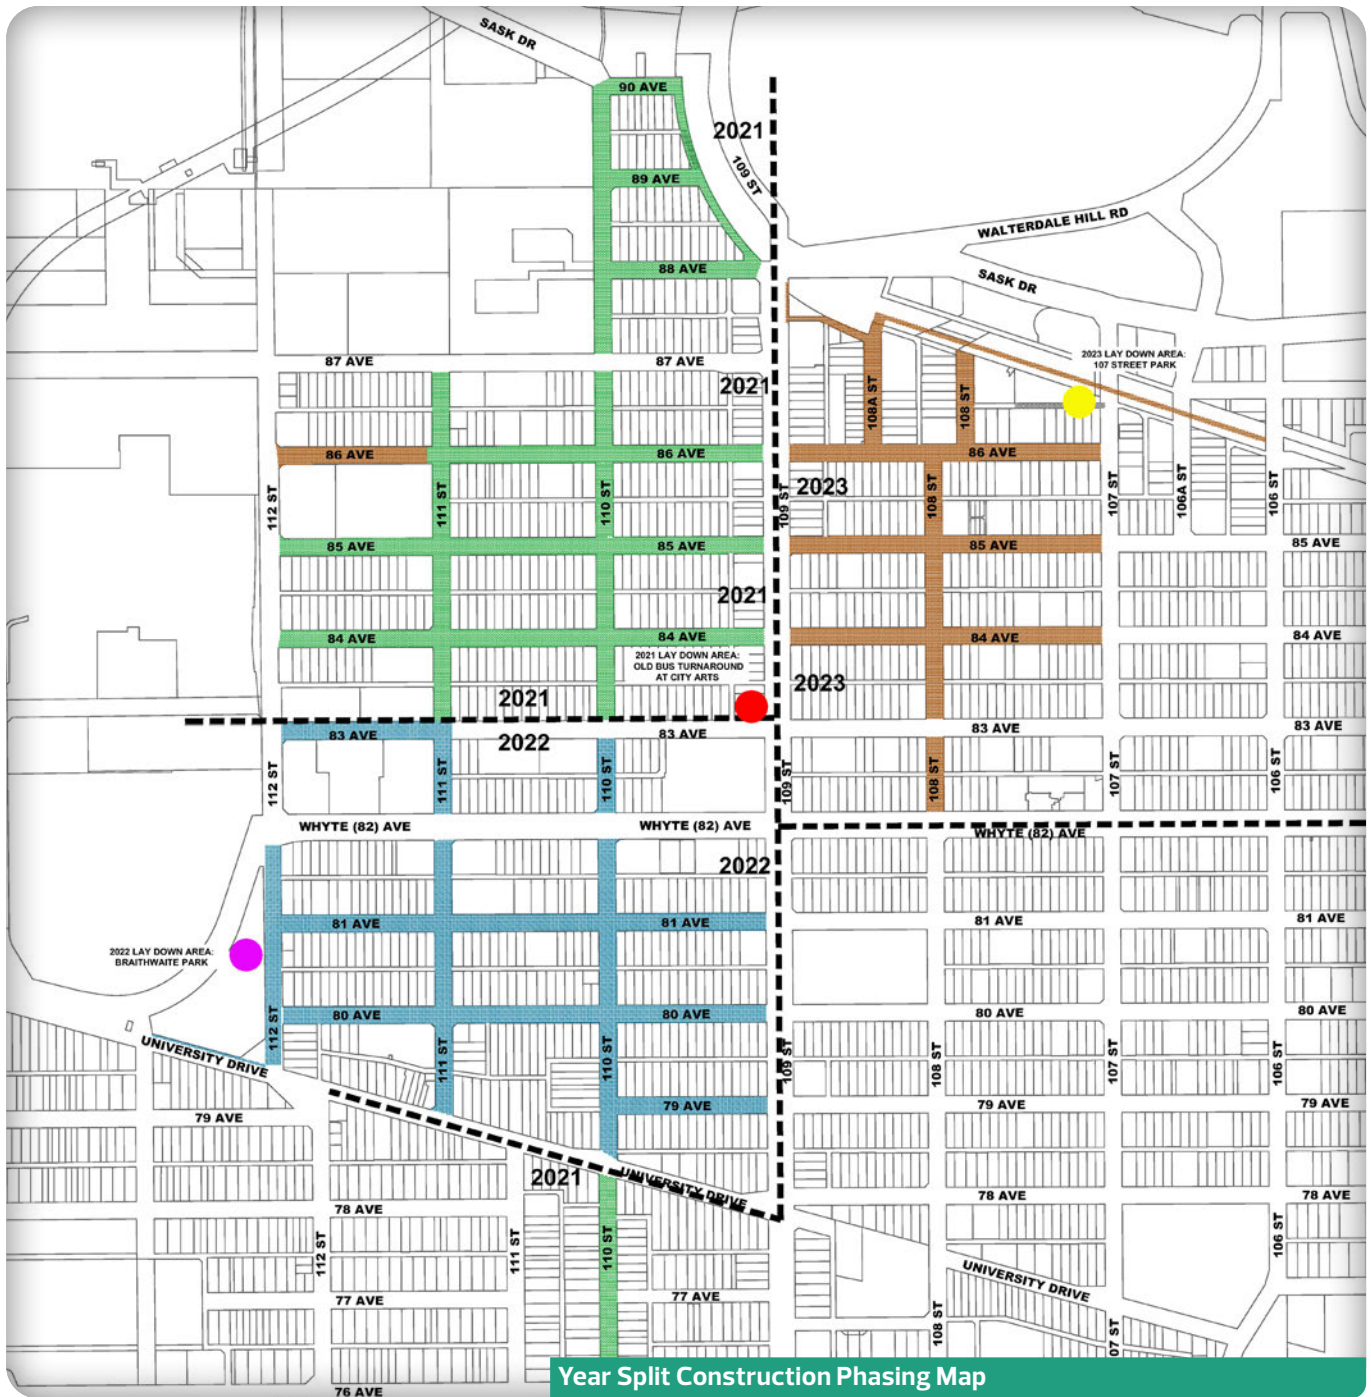 SASK DR
90 AVE
2021
109 ST
89 AVE
WALTERDALE HILL RD
88 AVE
SASK DR
87 AVE
87 AVE
2023 LAY DOWN AREA:
107 STREET PARK
2021
108A ST
108 ST
86 AVE
86 AVE
86 AVE
2023
112 ST
111 ST
110 ST
109 ST
108 ST
107 ST
106A ST
106 ST
85 AVE
85 AVE
85 AVE
85 AVE
2021
84 AVE
84 AVE
84 AVE
84 AVE
2021 LAY DOWN AREA:
OLD BUS TURNAROUND
AT CITY ARTS
2023
2021
83 AVE
2022
83 AVE
83 AVE
83 AVE
112 ST
111 ST
110 ST
109 ST
108 ST
107 ST
106 ST
WHYTE (82) AVE
WHYTE (82) AVE
WHYTE (82) AVE
2022
81 AVE
81 AVE
81 AVE
81 AVE
2022 LAY DOWN AREA:
BRAITHWAITE PARK
80 AVE
80 AVE
80 AVE
80 AVE
112 ST
UNIVERSITY DRIVE
111 ST
110 ST
109 ST
108 ST
107 ST
106 ST
79 AVE
79 AVE
79 AVE
79 AVE
2021
UNIVERSITY DRIVE
78 AVE
78 AVE
78 AVE
112 ST
111 ST
110 ST
106 ST
UNIVERSITY DRIVE
77 AVE
77 AVE
108 ST
07 ST
76 AVE
Year Split Construction Phasing Map